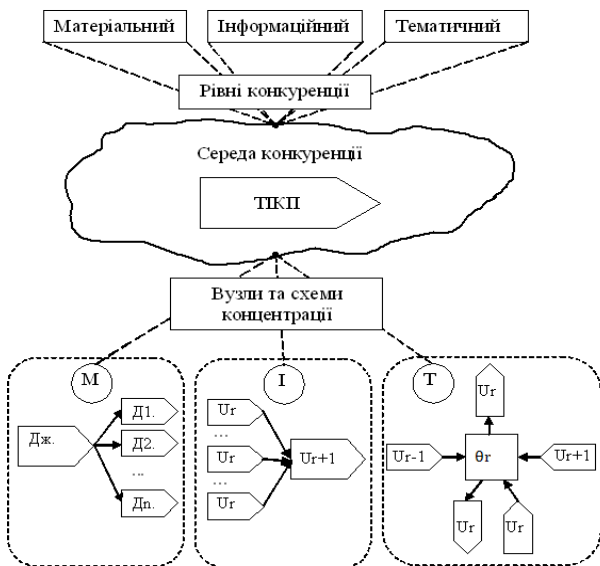 Матеріальний
Інформаційний
Тематичний
Рівні конкуренції
Середа конкуренції
ТІКП
Вузли та схеми
концентрації
М
Дж.
Д1.
Д2.
...
Дn.
І
Ur
...
Ur
...
Ur
Ur+1
Т
Ur
Ur-1
θr
Ur+1
Ur
Ur